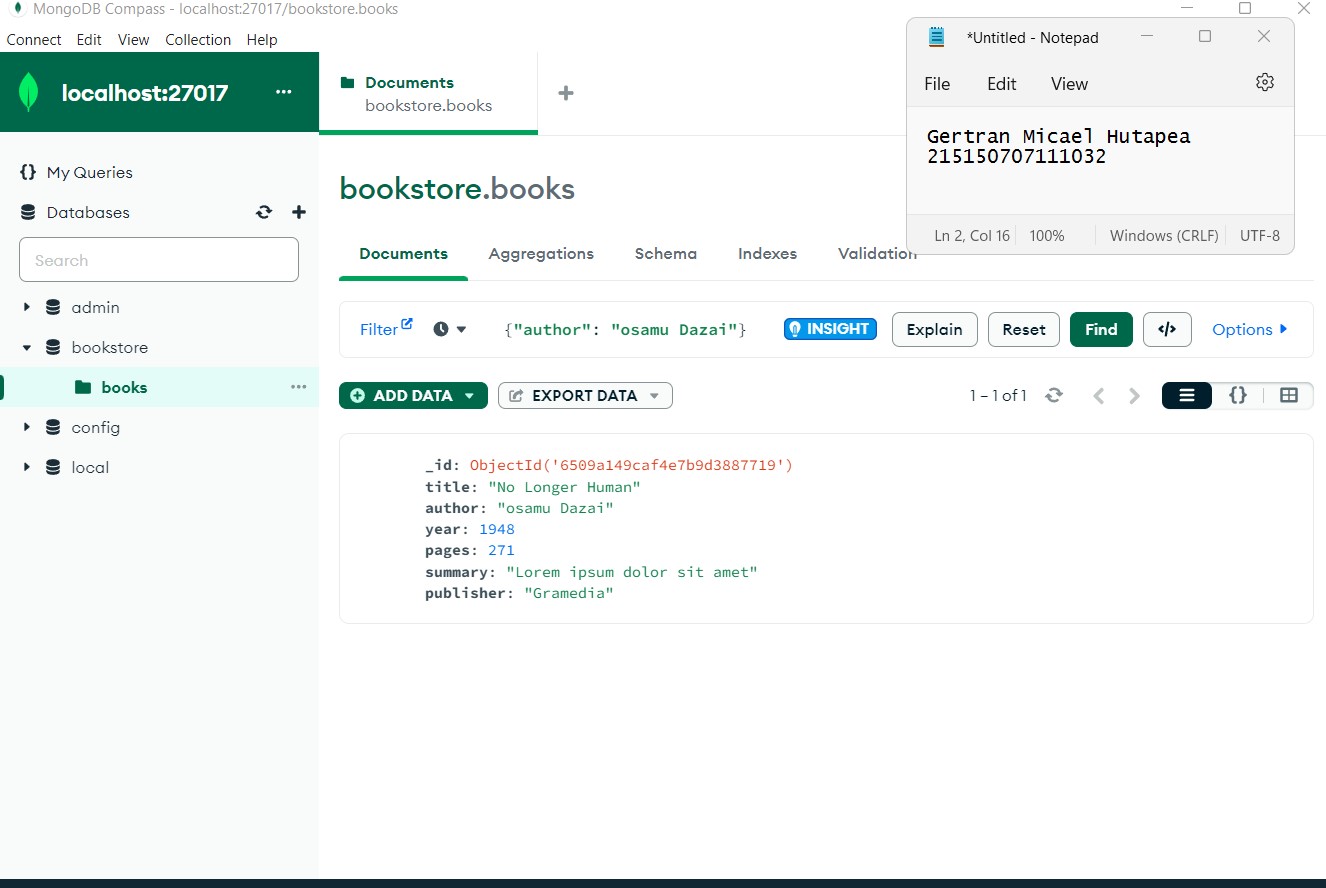 MongoDB Compass - localhost:27017/bookstore.books
Connect Edit View Collection Help
localhost:27017
My Queries
Databases
Search
admin
bookstore
books
config
local
Documents
bookstore.books
bookstore.books
Documents Aggregations Schema Indexes Validation
Filter {"author": "osamu Dazai"} INSIGHT Explain Reset Find </> Options
ADD DATA EXPORT DATA 1 – 1 of 1 {}
_id: ObjectId('6509a149caf4e7b9d3887719')
title: "No Longer Human"
author: "osamu Dazai"
year: 1948
pages: 271
summary: "Lorem ipsum dolor sit amet"
publisher: "Gramedia"
*Untitled - Notepad
File Edit View
Gertran Micael Hutapea
215150707111032
Ln 2, Col 16 100% Windows (CRLF) UTF-8